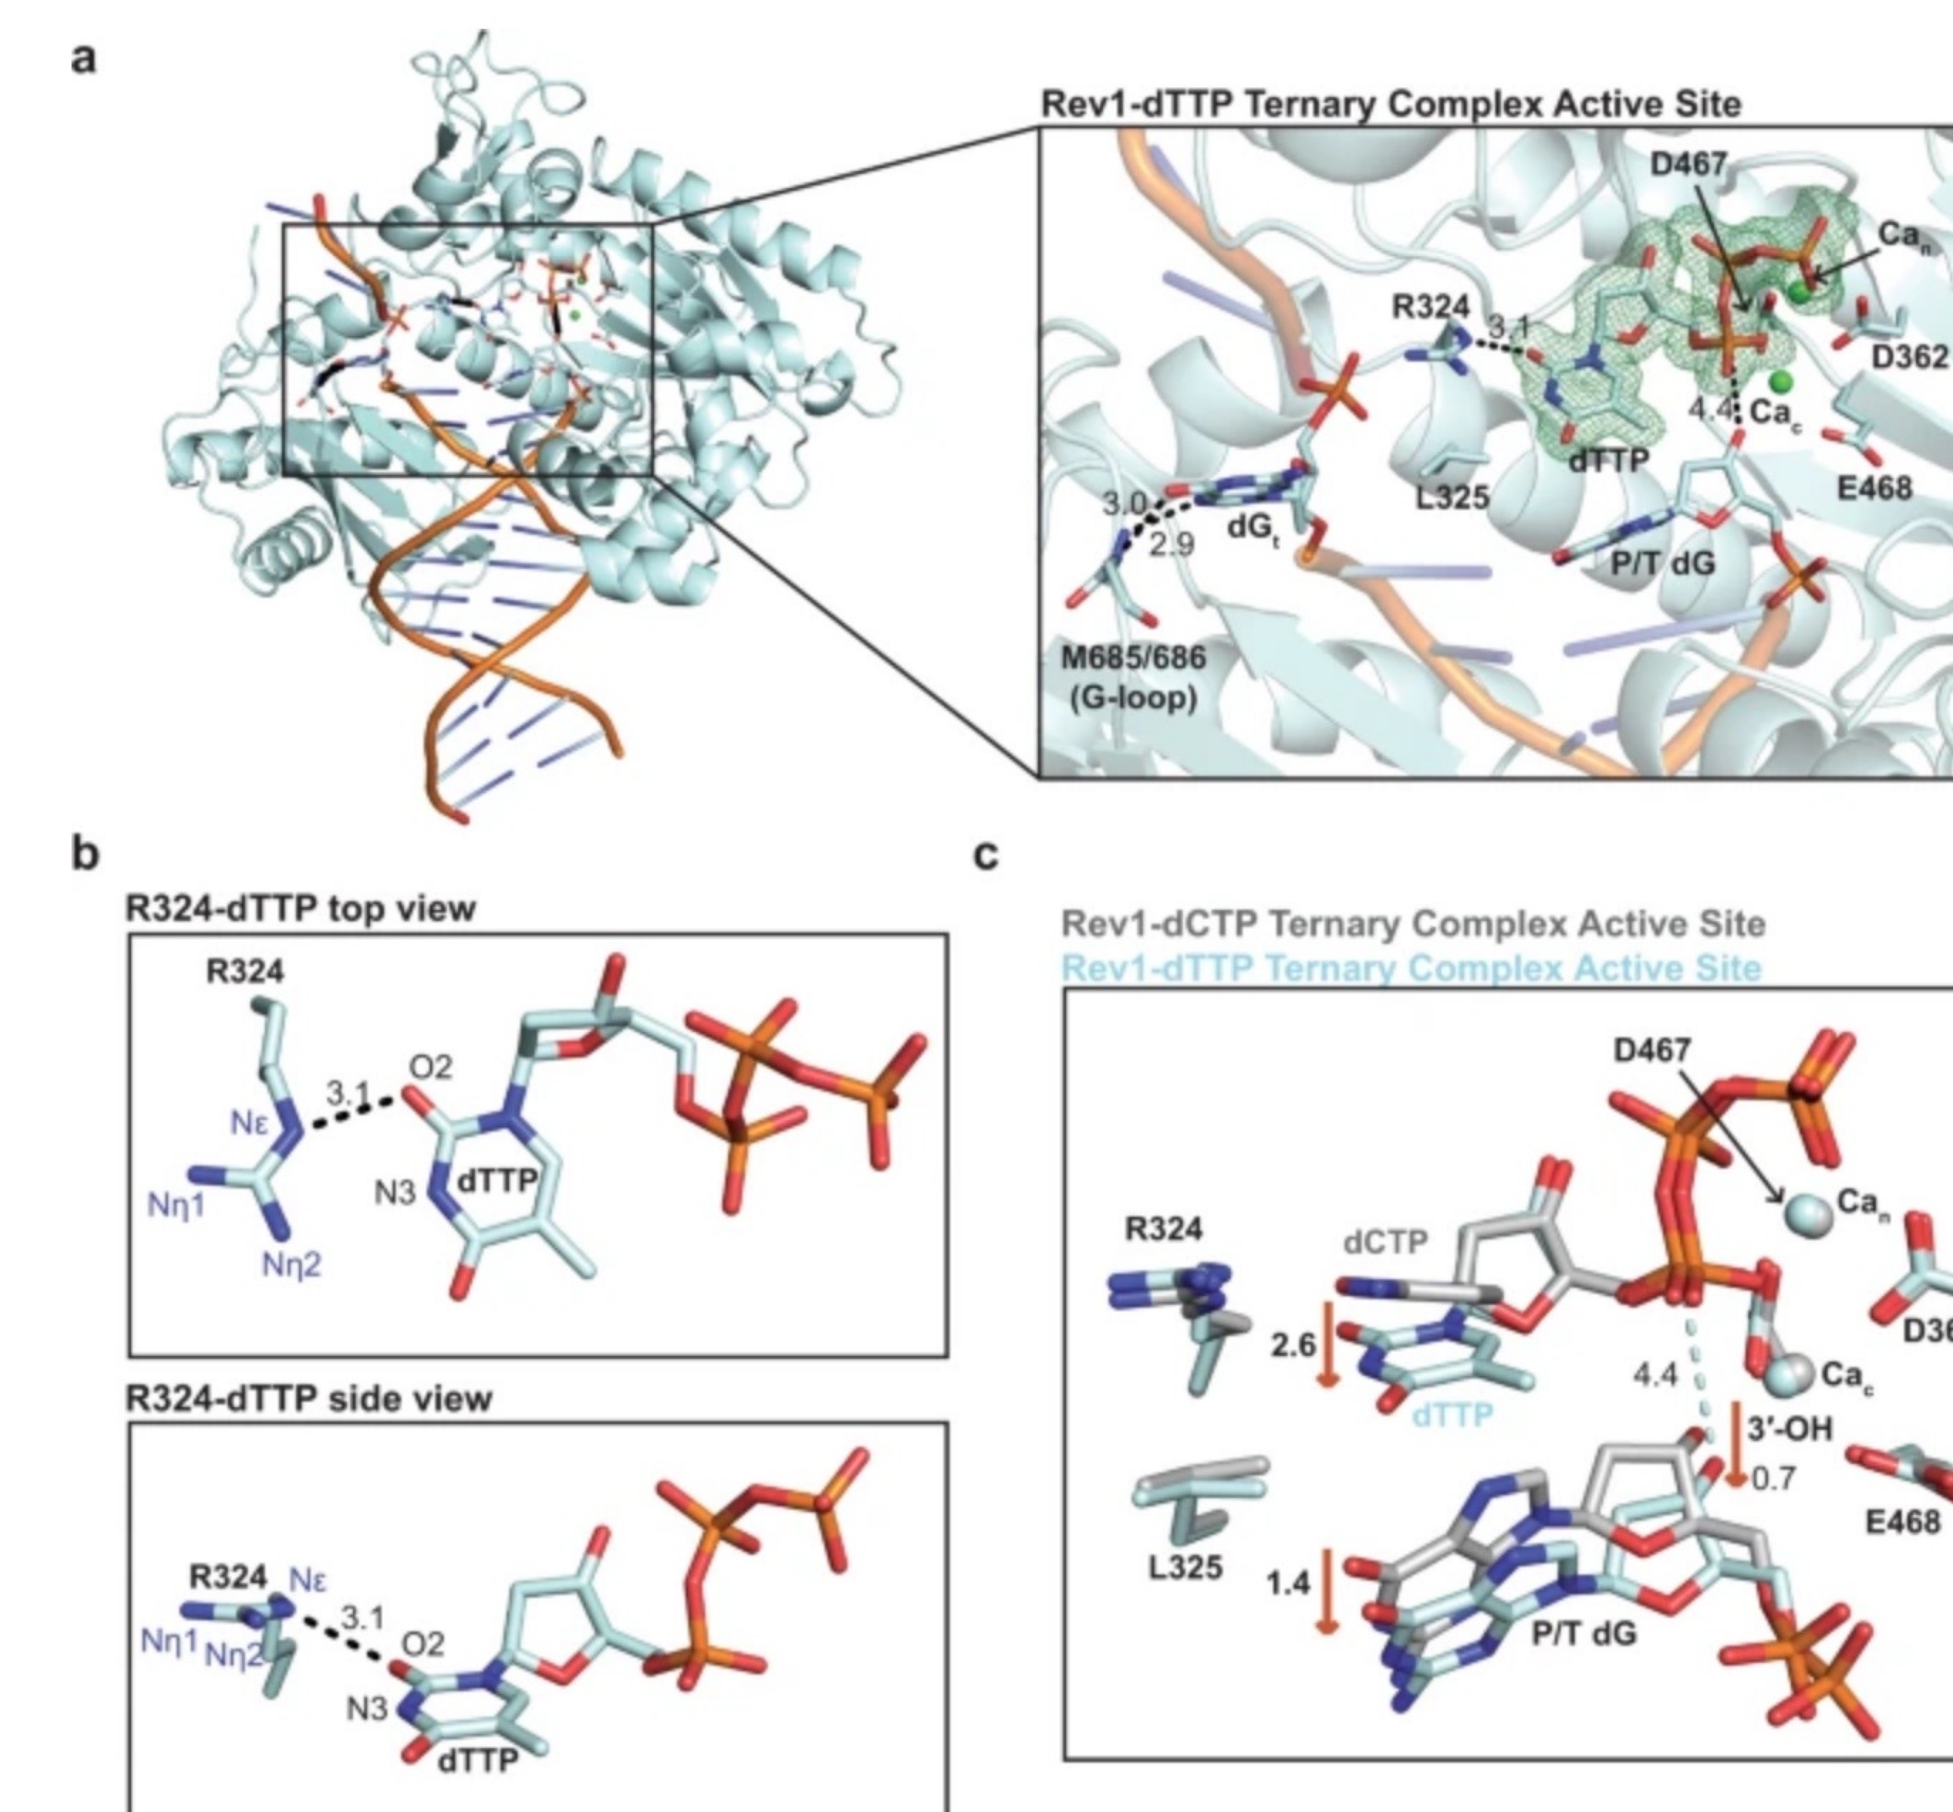 a
Rev1-dTTP Ternary Complex Active Site
D467
Caₙ
R324
3.1
D362
4.4
Ca꜀
dTTP
L325
E468
3.0
dGₜ
2.9
P/T dG
M685/686
(G-loop)
b
R324-dTTP top view
R324
O2
3.1
Nε
N3
dTTP
Nη1
Nη2
R324-dTTP side view
R324
Nε
3.1
Nη1
Nη2
O2
N3
dTTP
c
Rev1-dCTP Ternary Complex Active Site
Rev1-dTTP Ternary Complex Active Site
D467
Caₙ
R324
dCTP
2.6
D36
4.4
Ca꜀
dTTP
3′-OH
0.7
L325
E468
1.4
P/T dG